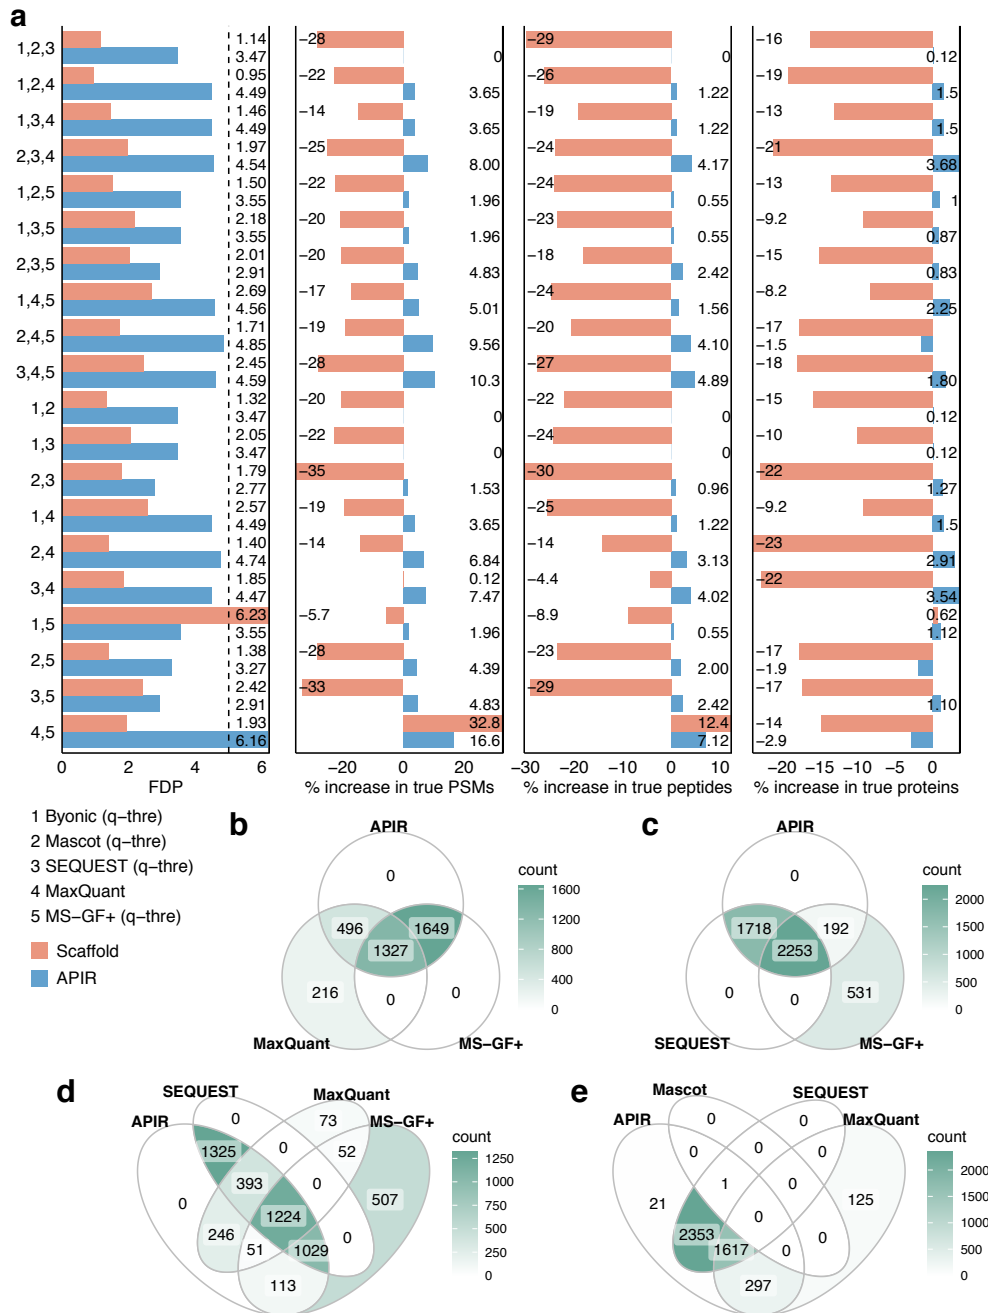 a
1,2,3 1.14 −28 −29 −16
3.47 0 0 0.12
1,2,4 0.95 −22 −26 −19
4.49 3.65 1.22 1.5
1,3,4 1.46 −14 −19 −13
4.49 3.65 1.22 1.5
2,3,4 1.97 −25 −24 −21
4.54 8.00 4.17 3.68
1,2,5 1.50 −22 −24 −13
3.55 1.96 0.55 1
1,3,5 2.18 −20 −23 −9.2
3.55 1.96 0.55 0.87
2,3,5 2.01 −20 −18 −15
2.91 4.83 2.42 0.83
1,4,5 2.69 −17 −24 −8.2
4.56 5.01 1.56 2.25
2,4,5 1.71 −19 −20 −17
4.85 9.56 4.10 −1.5
3,4,5 2.45 −28 −27 −18
4.59 10.3 4.89 1.80
1,2 1.32 −20 −22 −15
3.47 0 0 0.12
1,3 2.05 −22 −24 −10
3.47 0 0 0.12
2,3 1.79 −35 −30 −22
2.77 1.53 0.96 1.27
1,4 2.57 −19 −25 −9.2
4.49 3.65 1.22 1.5
2,4 1.40 −14 −14 −23
4.74 6.84 3.13 2.91
3,4 1.85 0.12 −4.4 −22
4.47 7.47 4.02 3.54
1,5 6.23 −5.7 −8.9 0.62
3.55 1.96 0.55 1.12
2,5 1.38 −28 −23 −17
3.27 4.39 2.00 −1.9
3,5 2.42 −33 −29 −17
2.91 4.83 2.42 1.10
4,5 1.93 32.8 12.4 −14
6.16 16.6 7.12 −2.9
0 2 4 6 −20 0 20 −30 −20 −10 0 10 −20 −15 −10 −5 0
FDP % increase in true PSMs % increase in true peptides % increase in true proteins
1 Byonic (q−thre)
2 Mascot (q−thre)
3 SEQUEST (q−thre)
4 MaxQuant
5 MS−GF+ (q−thre)
Scaffold
APIR
b
APIR
0
496 1649
1327
216 0 0
MaxQuant MS−GF+
count
1600
1200
800
400
0
c
APIR
0
1718 192
2253
0 0 531
SEQUEST MS−GF+
count
2000
1500
1000
500
0
d
SEQUEST MaxQuant
APIR MS−GF+
0 73
1325 0 52
393 0
0 507
1224
246 0
51 1029
113
count
1250
1000
750
500
250
0
e
Mascot SEQUEST
APIR MaxQuant
0 0
0 0 0
1 0
21 125
0
2353 0
1617 0
297
count
2000
1500
1000
500
0